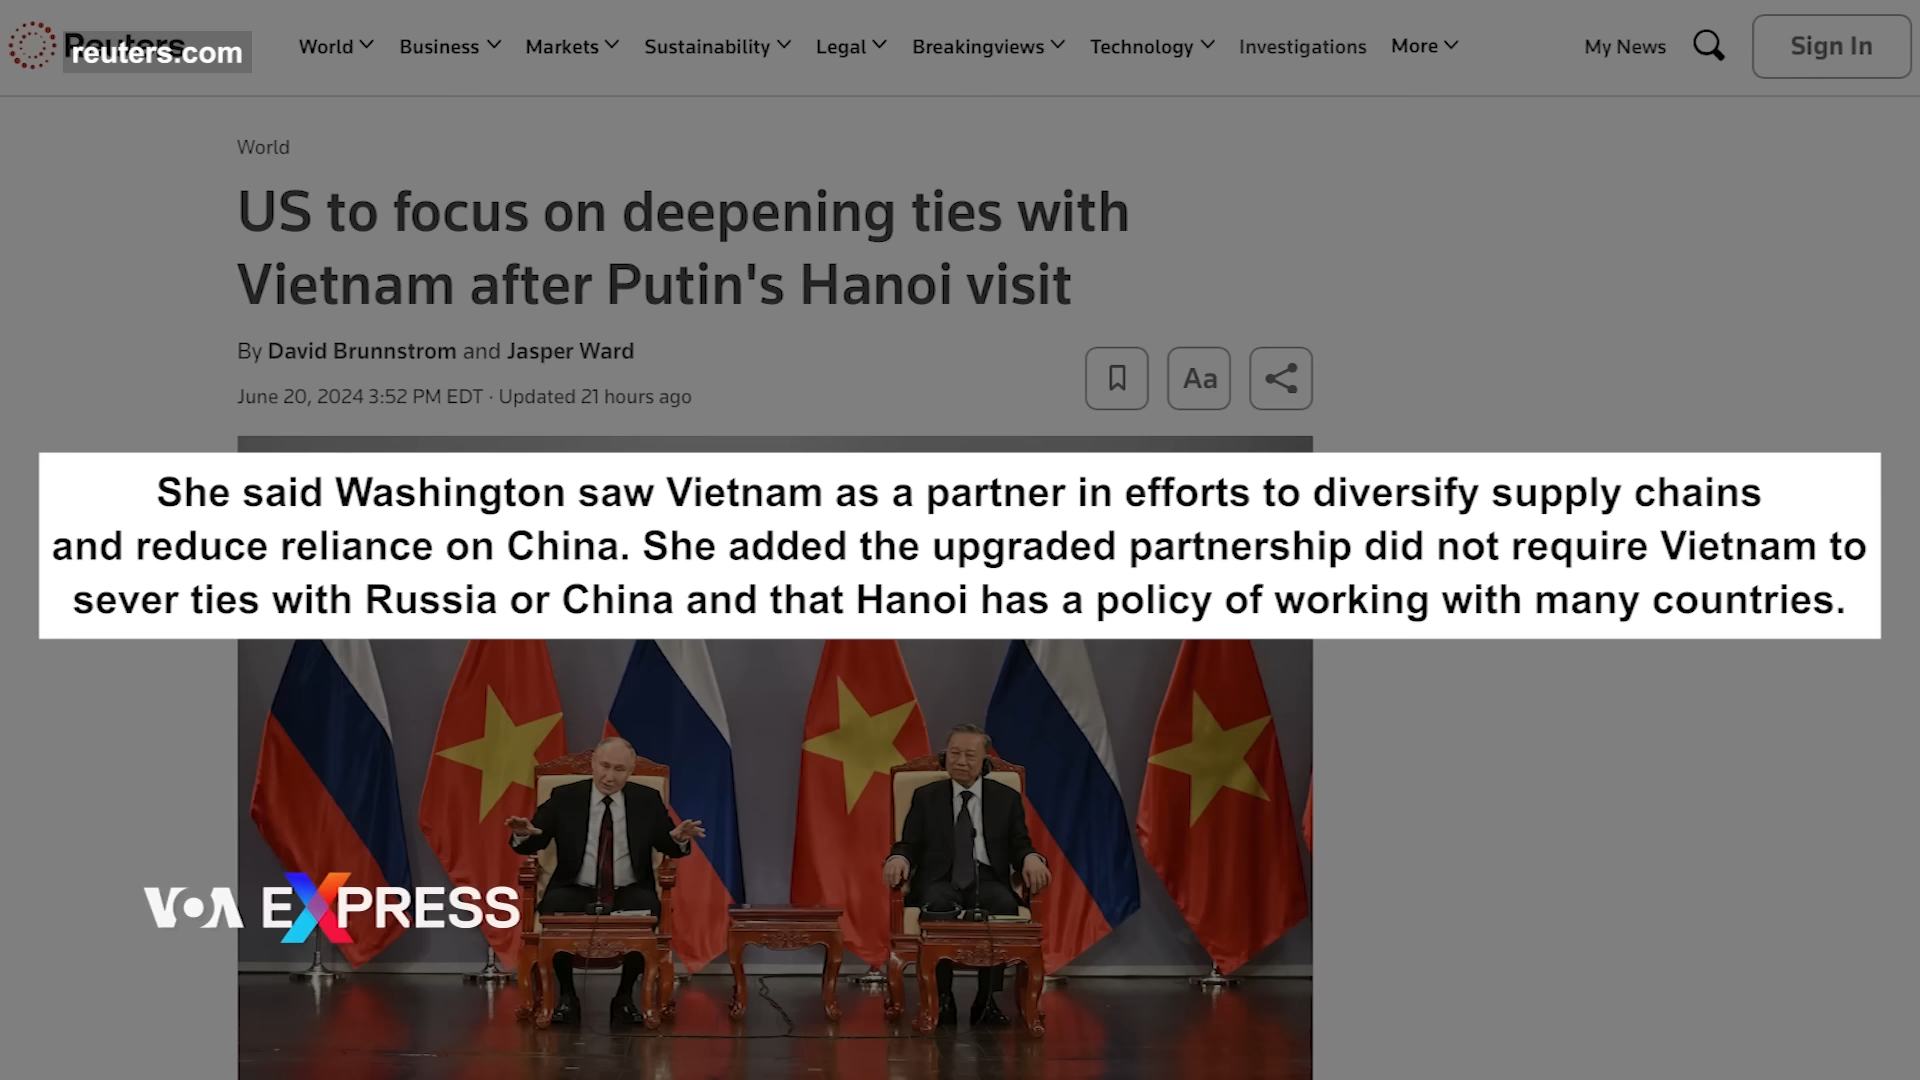 Reuters
reuters.com
World
Business
Markets
Sustainability
Legal
Breakingviews
Technology
Investigations
More
My News
Sign In
World
US to focus on deepening ties with
Vietnam after Putin's Hanoi visit
By David Brunnstrom and Jasper Ward
June 20, 2024 3:52 PM EDT · Updated 21 hours ago
Aa
She said Washington saw Vietnam as a partner in efforts to diversify supply chains
and reduce reliance on China. She added the upgraded partnership did not require Vietnam to
sever ties with Russia or China and that Hanoi has a policy of working with many countries.
VOA EXPRESS